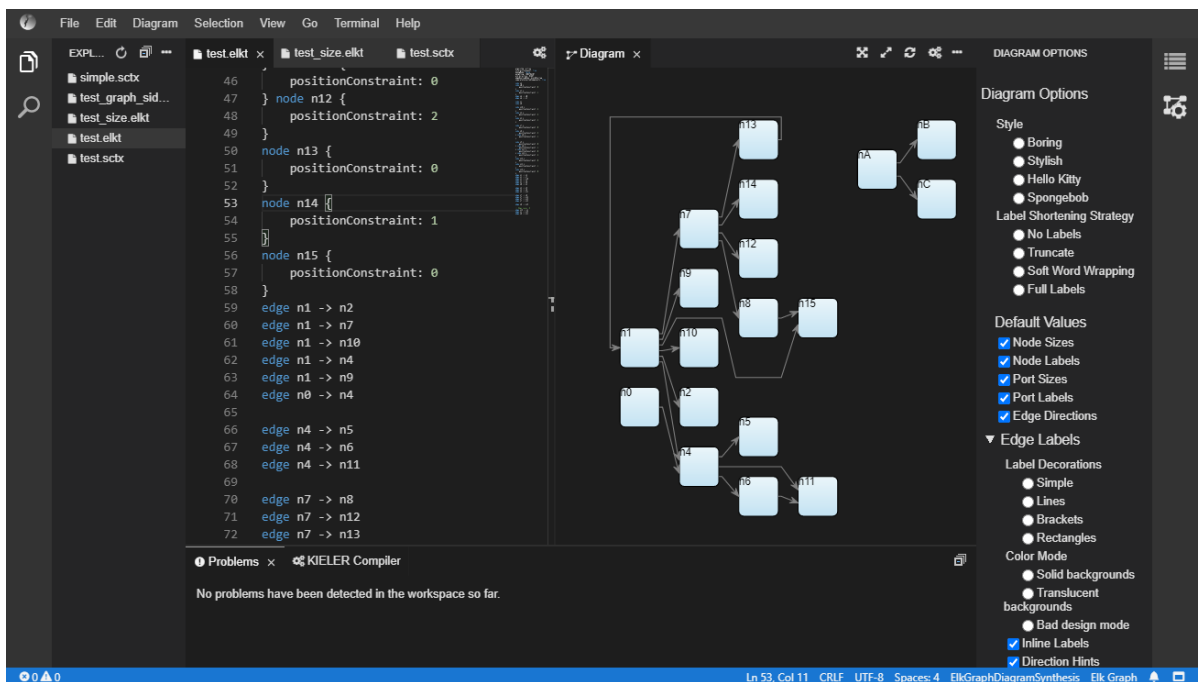 File Edit Diagram Selection View Go Terminal Help
EXPL...
simple.sctx
test_graph_sid...
test_size.elkt
test.elkt
test.sctx
test.elkt × test_size.elkt test.sctx
46 positionConstraint: 0
47 } node n12 {
48 positionConstraint: 2
49 }
50 node n13 {
51 positionConstraint: 0
52 }
53 node n14 {
54 positionConstraint: 1
55 }
56 node n15 {
57 positionConstraint: 0
58 }
59 edge n1 -> n2
60 edge n1 -> n7
61 edge n1 -> n10
62 edge n1 -> n4
63 edge n1 -> n9
64 edge n0 -> n4
65
66 edge n4 -> n5
67 edge n4 -> n6
68 edge n4 -> n11
69
70 edge n7 -> n8
71 edge n7 -> n12
72 edge n7 -> n13
Diagram ×
n13
nB
nA
n14
nC
n7
n12
n9
n8 n15
n1 n10
n0 n2
n5
n4
n6 n11
DIAGRAM OPTIONS
Diagram Options
Style
Boring
Stylish
Hello Kitty
Spongebob
Label Shortening Strategy
No Labels
Truncate
Soft Word Wrapping
Full Labels
Default Values
Node Sizes
Node Labels
Port Sizes
Port Labels
Edge Directions
Edge Labels
Label Decorations
Simple
Lines
Brackets
Rectangles
Color Mode
Solid backgrounds
Translucent
backgrounds
Bad design mode
Inline Labels
Direction Hints
Problems × KIELER Compiler
No problems have been detected in the workspace so far.
0 0 Ln 53, Col 11 CRLF UTF-8 Spaces: 4 ElkGraphDiagramSynthesis Elk Graph